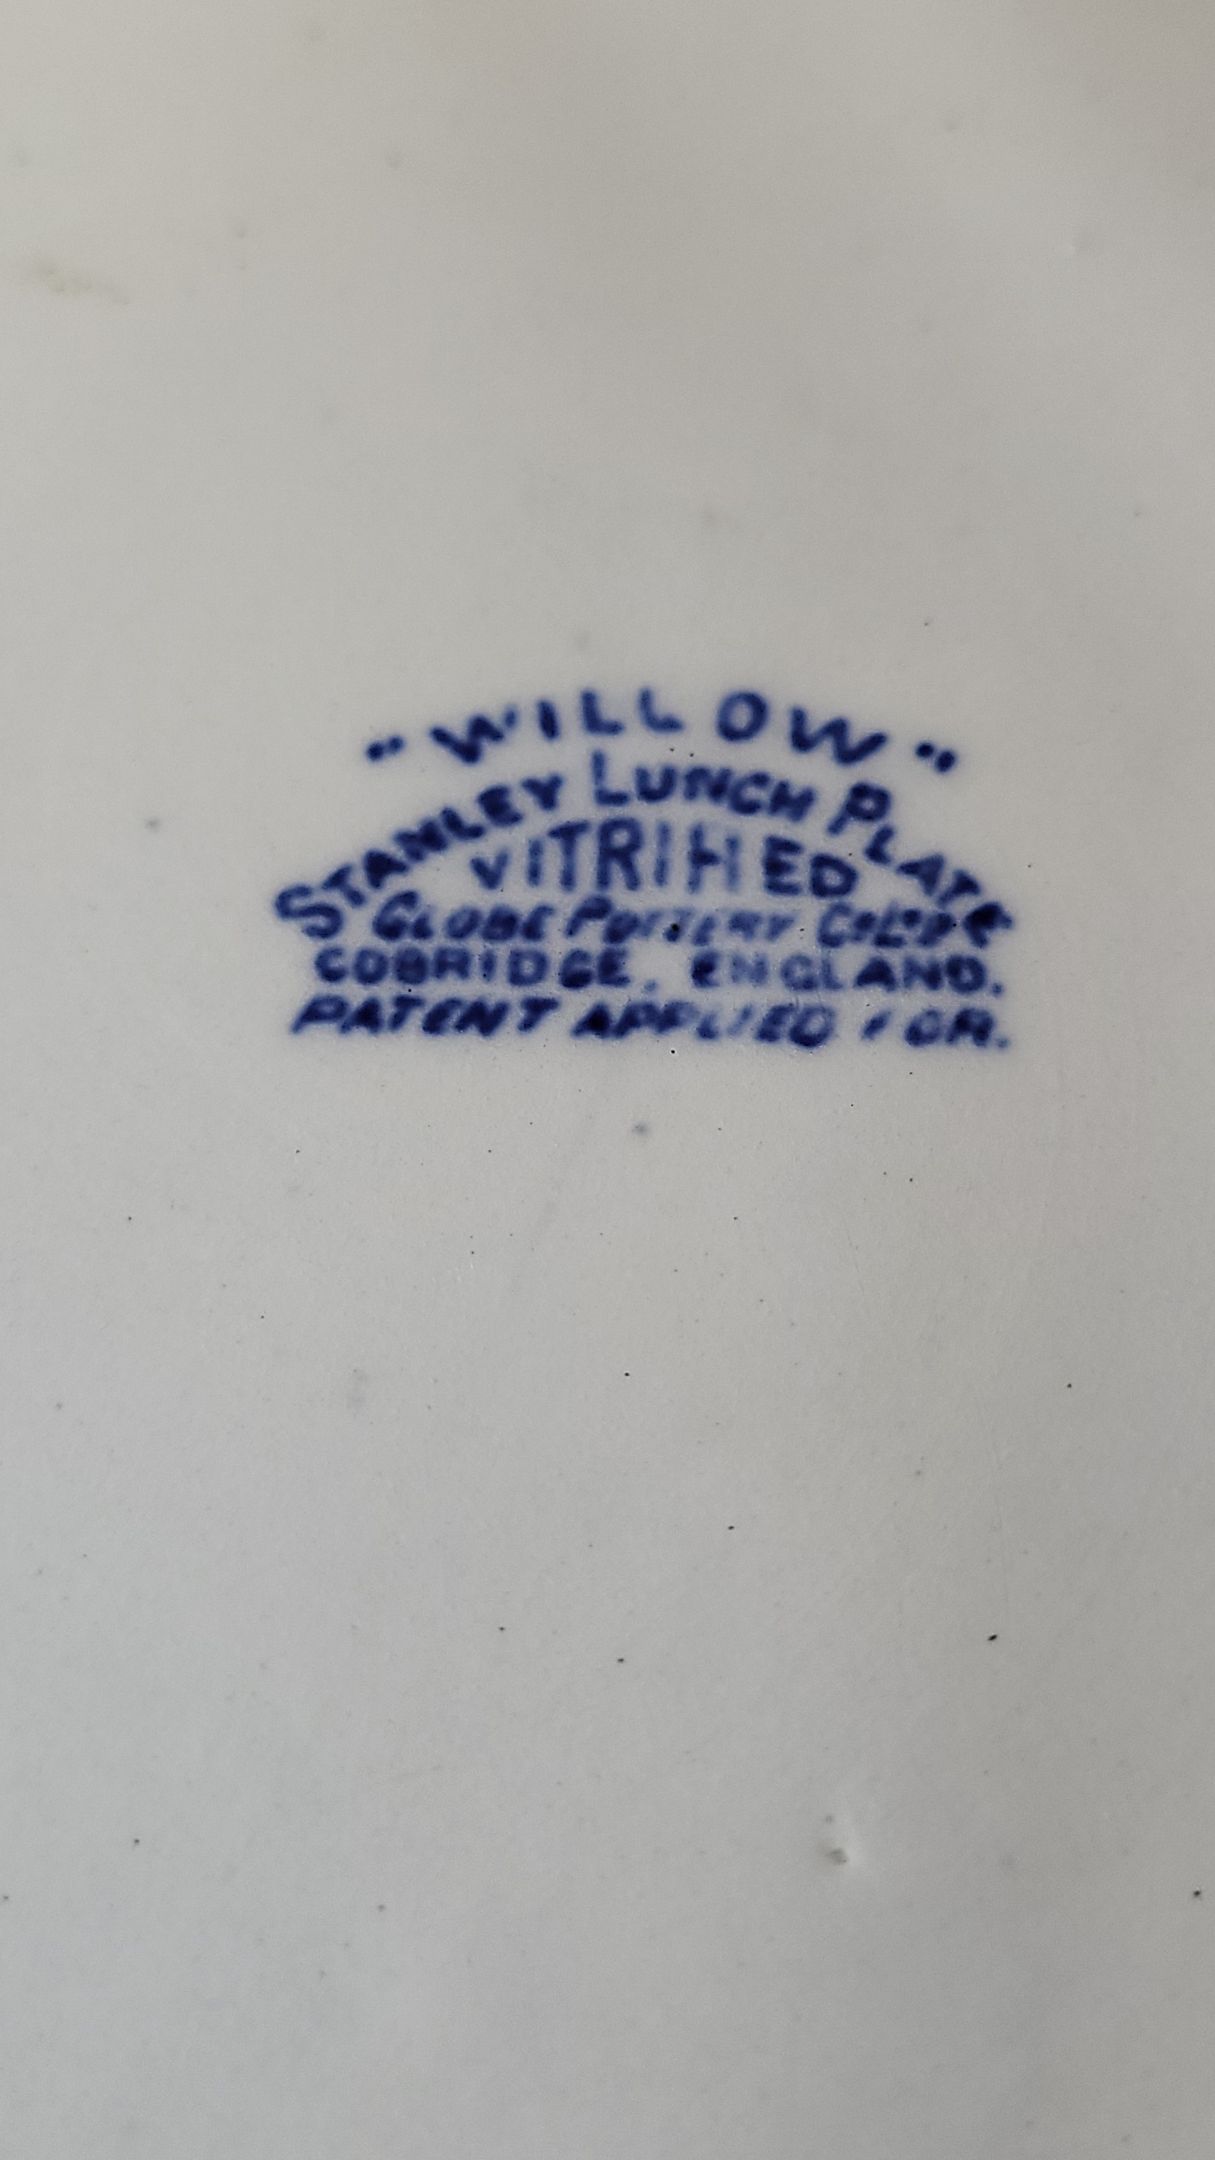 "WILLOW"
STANLEY LUNCH PLATE
VITRIFIED
GLOBE POTTERY Co LTD
COBRIDGE. ENGLAND.
PATENT APPLIED FOR.